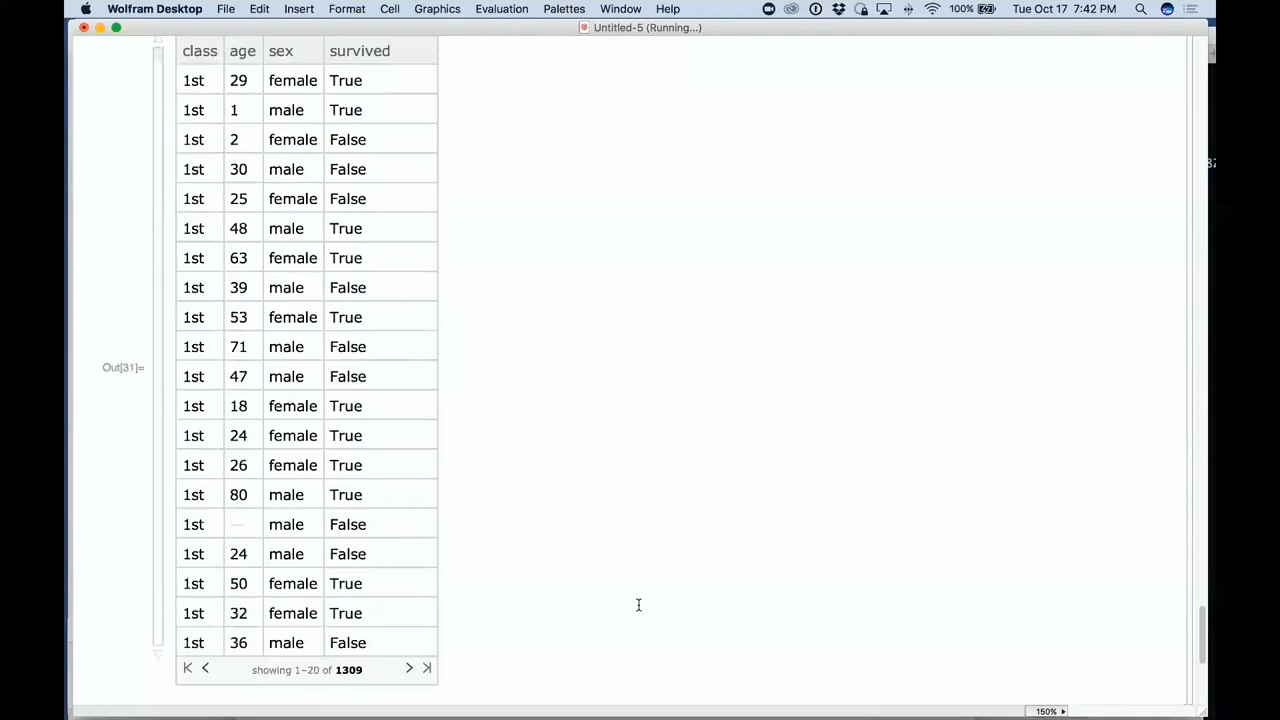 Wolfram Desktop File Edit Insert Format Cell Graphics Evaluation Palettes Window Help 100% Tue Oct 17 7:42 PM
Untitled-5 (Running...)
class age sex survived
1st 29 female True
1st 1 male True
1st 2 female False
1st 30 male False
1st 25 female False
1st 48 male True
1st 63 female True
1st 39 male False
1st 53 female True
1st 71 male False
Out[31]=
1st 47 male False
1st 18 female True
1st 24 female True
1st 26 female True
1st 80 male True
1st — male False
1st 24 male False
1st 50 female True
1st 32 female True
1st 36 male False
showing 1–20 of 1309
150%